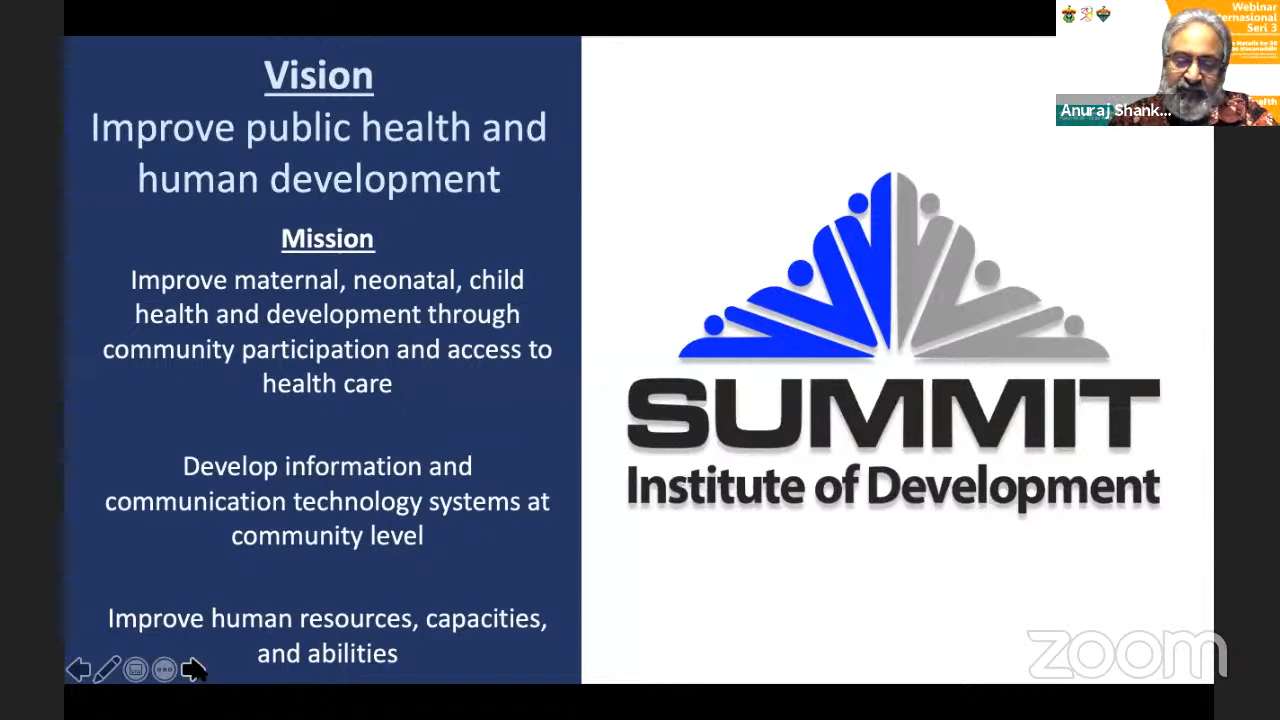 Vision
Improve public health and
human development
Mission
Improve maternal, neonatal, child
health and development through
community participation and access to
health care
Develop information and
communication technology systems at
community level
Improve human resources, capacities,
and abilities
SUMMIT
Institute of Development
Webinar
Seri 3
Anuraj Shank...
zoom